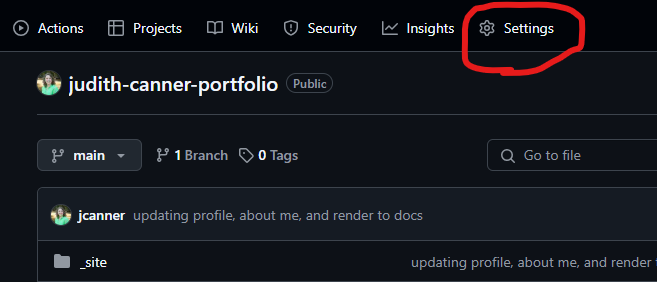 Actions Projects Wiki Security Insights Settings
judith-canner-portfolio Public
main 1 Branch 0 Tags Go to file
jcanner updating profile, about me, and render to docs
_site updating profile, about me, and render